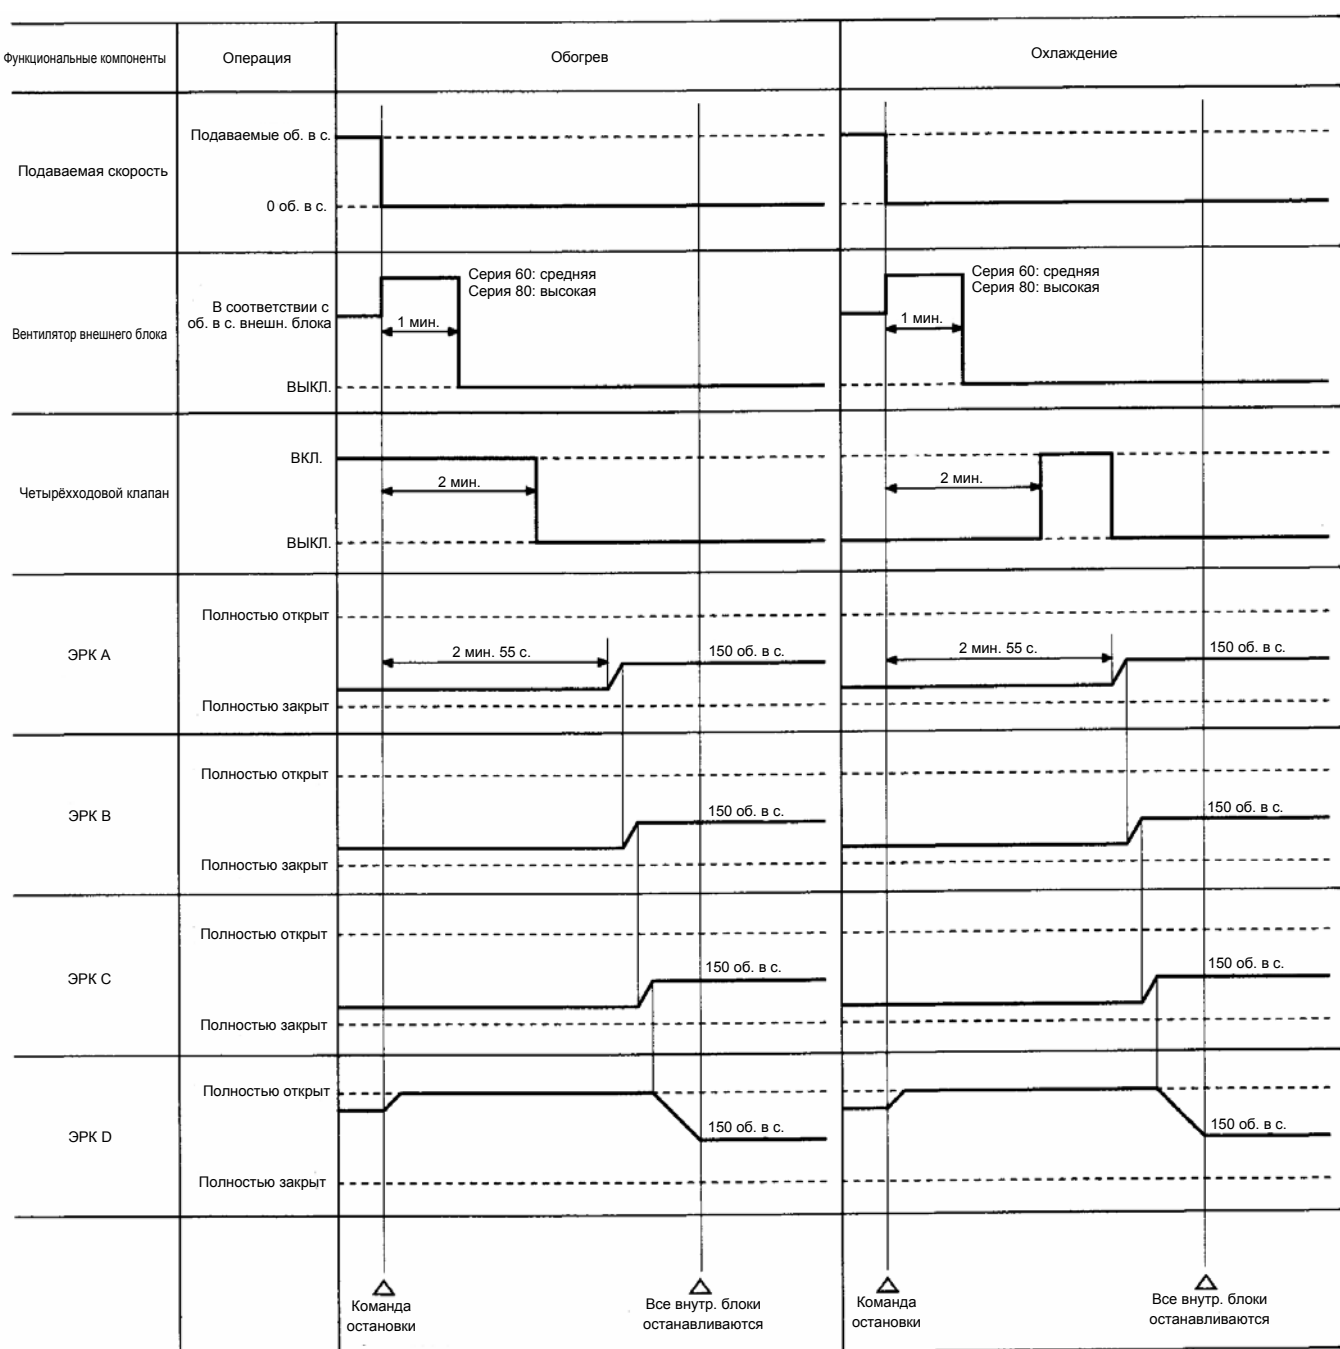 Функциональные компоненты
Операция
Обогрев
Охлаждение
Подаваемая скорость
Подаваемые об. в с.
0 об. в с.
Вентилятор внешнего блока
В соответствии с
об. в с. внешн. блока
ВЫКЛ.
Серия 60: средняя
Серия 80: высокая
1 мин.
Серия 60: средняя
Серия 80: высокая
1 мин.
Четырёхходовой клапан
ВКЛ.
ВЫКЛ.
2 мин.
2 мин.
ЭРК A
Полностью открыт
Полностью закрыт
2 мин. 55 с.
150 об. в с.
2 мин. 55 с.
150 об. в с.
ЭРК B
Полностью открыт
Полностью закрыт
150 об. в с.
150 об. в с.
ЭРК C
Полностью открыт
Полностью закрыт
150 об. в с.
150 об. в с.
ЭРК D
Полностью открыт
Полностью закрыт
150 об. в с.
150 об. в с.
Команда
остановки
Все внутр. блоки
останавливаются
Команда
остановки
Все внутр. блоки
останавливаются